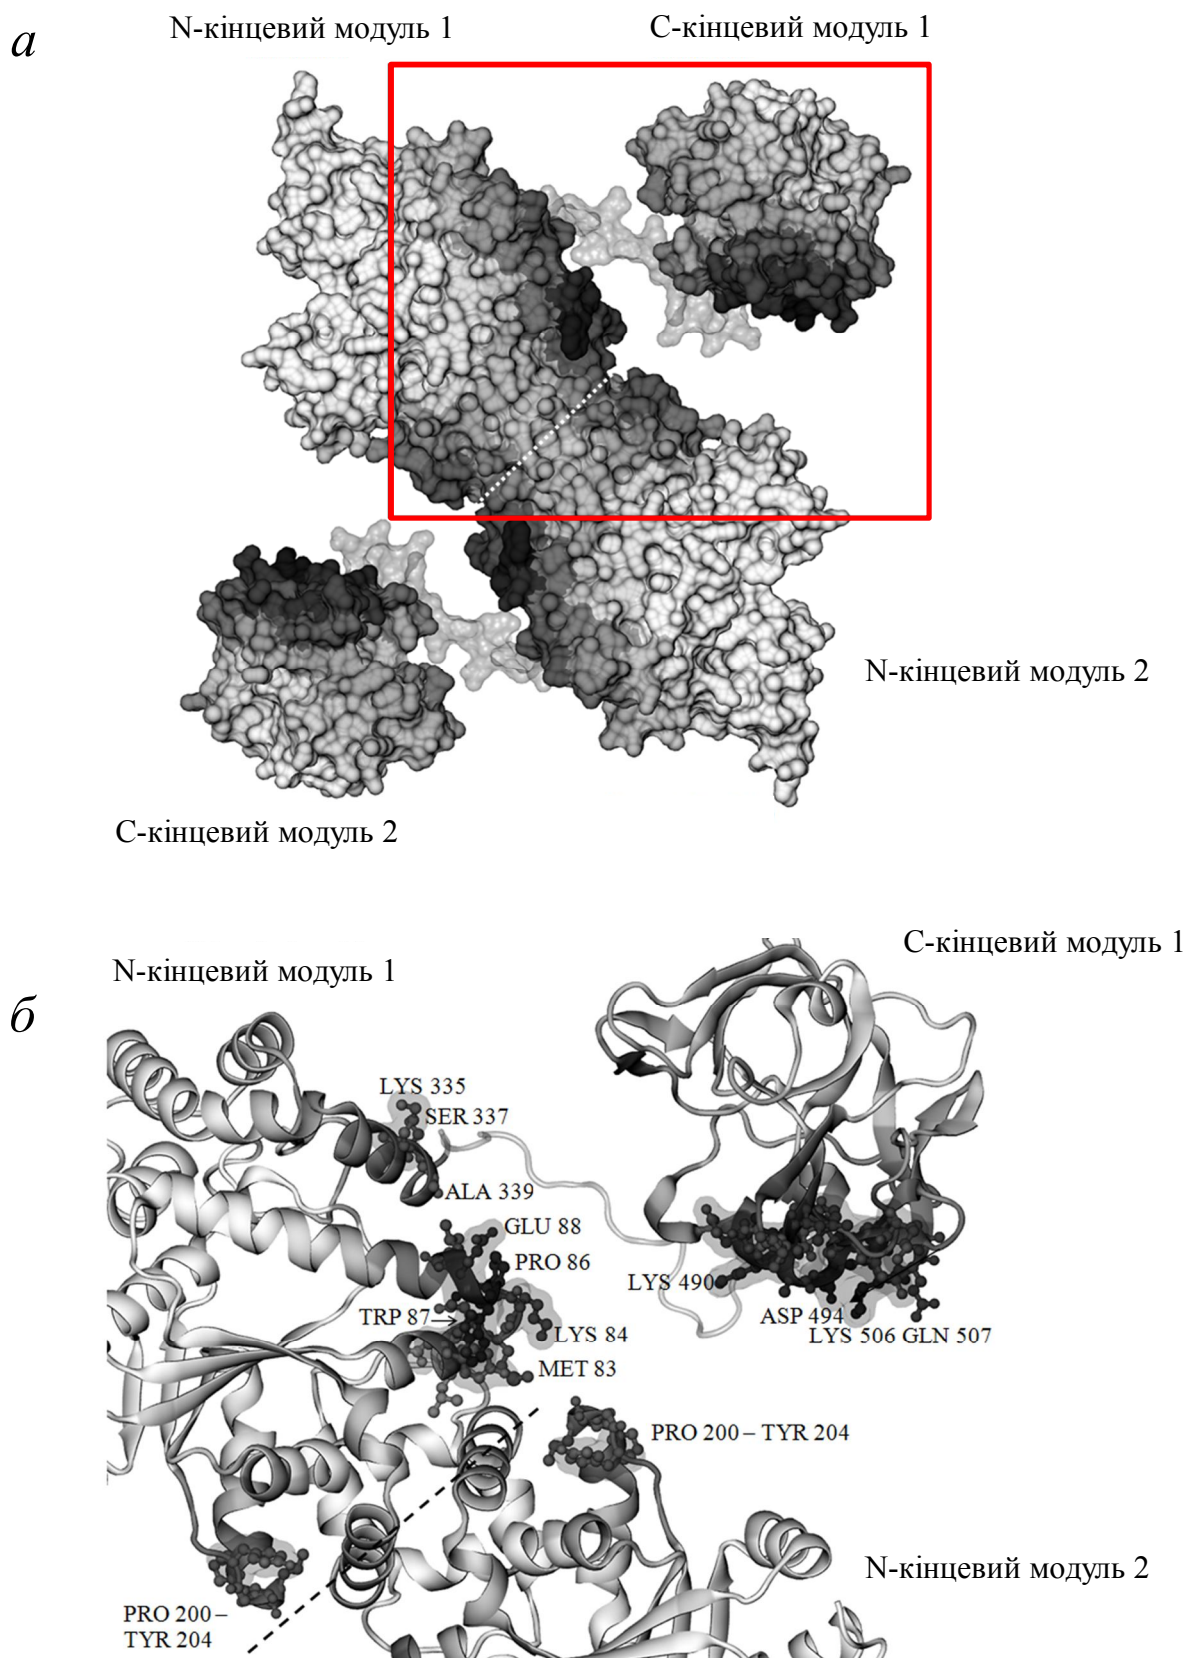 а
N-кінцевий модуль 1
С-кінцевий модуль 1
N-кінцевий модуль 2
С-кінцевий модуль 2
б
N-кінцевий модуль 1
С-кінцевий модуль 1
LYS 335
SER 337
ALA 339
GLU 88
PRO 86
TRP 87
LYS 84
MET 83
LYS 490
ASP 494
LYS 506 GLN 507
PRO 200 – TYR 204
N-кінцевий модуль 2
PRO 200 –
TYR 204